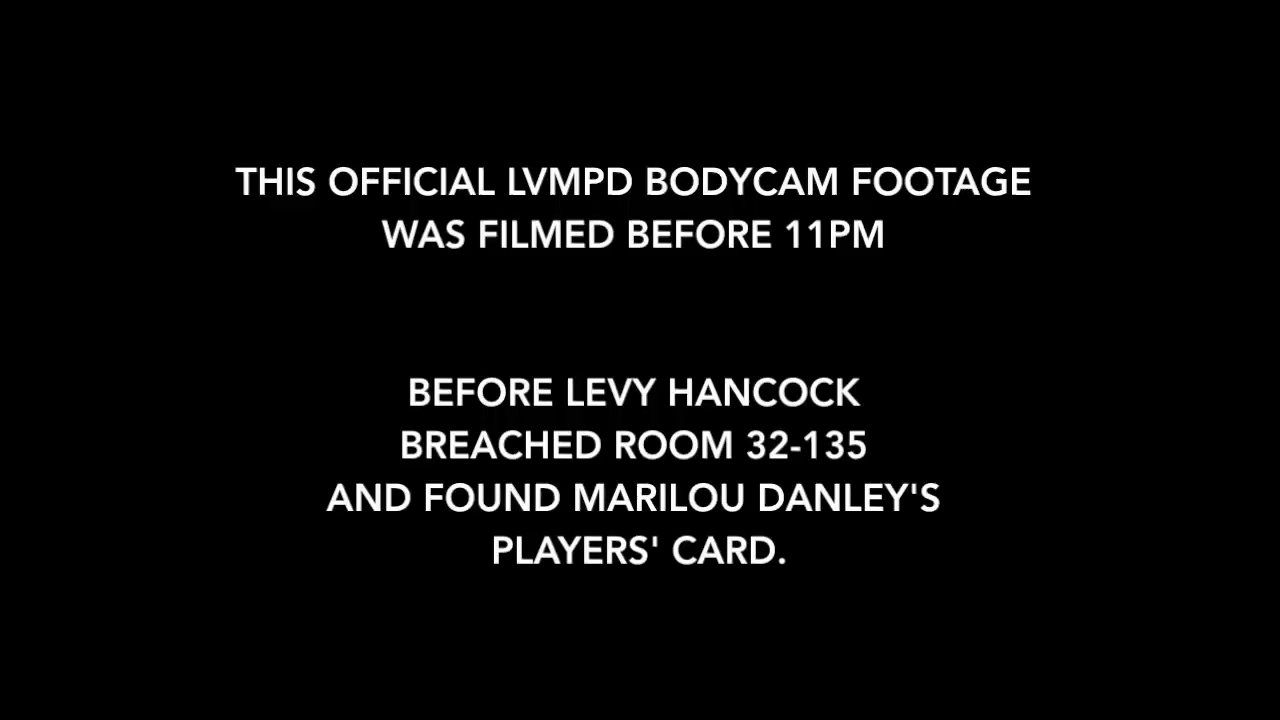 THIS OFFICIAL LVMPD BODYCAM FOOTAGE
WAS FILMED BEFORE 11PM
BEFORE LEVY HANCOCK
BREACHED ROOM 32-135
AND FOUND MARILOU DANLEY'S
PLAYERS' CARD.